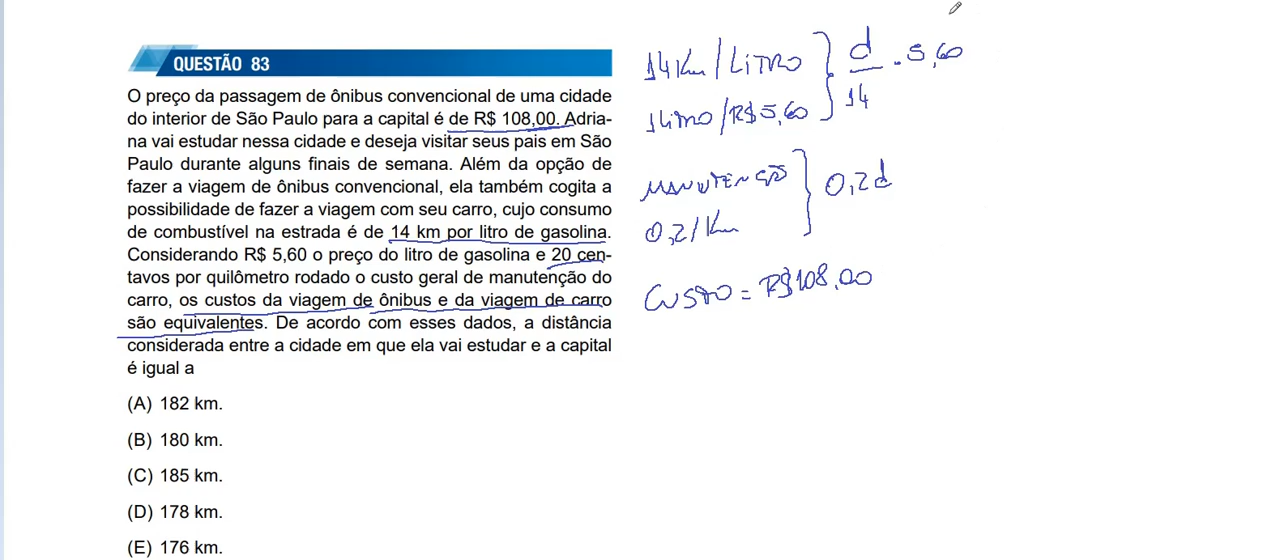 QUESTÃO 83
O preço da passagem de ônibus convencional de uma cidade
do interior de São Paulo para a capital é de R$ 108,00. Adria-
na vai estudar nessa cidade e deseja visitar seus pais em São
Paulo durante alguns finais de semana. Além da opção de
fazer a viagem de ônibus convencional, ela também cogita a
possibilidade de fazer a viagem com seu carro, cujo consumo
de combustível na estrada é de 14 km por litro de gasolina.
Considerando R$ 5,60 o preço do litro de gasolina e 20 cen-
tavos por quilômetro rodado o custo geral de manutenção do
carro, os custos da viagem de ônibus e da viagem de carro
são equivalentes. De acordo com esses dados, a distância
considerada entre a cidade em que ela vai estudar e a capital
é igual a
(A) 182 km.
(B) 180 km.
(C) 185 km.
(D) 178 km.
(E) 176 km.
14 Km / LITRO } d/14 . 5,60
1 LITRO / R$ 5,60
MANUTENÇÃO } 0,2d
0,2 / Km
CUSTO = R$ 108,00